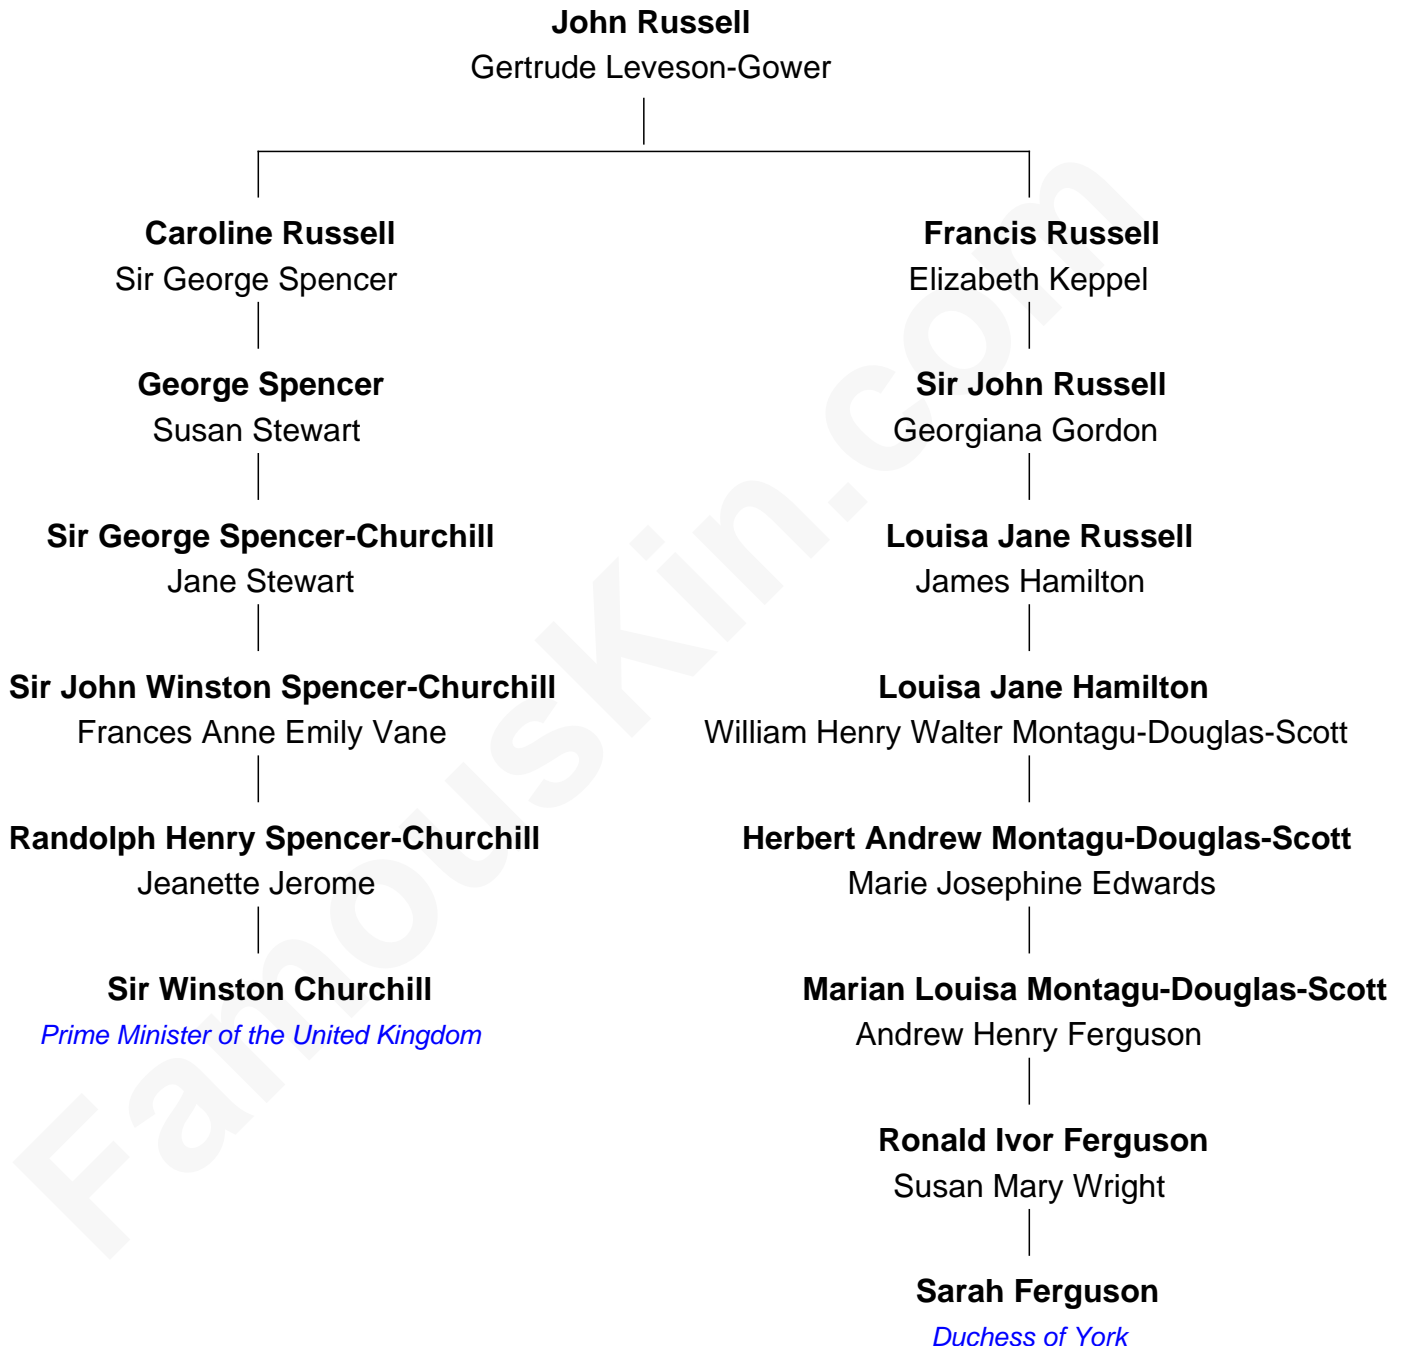 John Russell
Gertrude Leveson-Gower
Caroline Russell
Sir George Spencer
George Spencer
Susan Stewart
Sir George Spencer-Churchill
Jane Stewart
Sir John Winston Spencer-Churchill
Frances Anne Emily Vane
Randolph Henry Spencer-Churchill
Jeanette Jerome
Sir Winston Churchill
Prime Minister of the United Kingdom
Francis Russell
Elizabeth Keppel
Sir John Russell
Georgiana Gordon
Louisa Jane Russell
James Hamilton
Louisa Jane Hamilton
William Henry Walter Montagu-Douglas-Scott
Herbert Andrew Montagu-Douglas-Scott
Marie Josephine Edwards
Marian Louisa Montagu-Douglas-Scott
Andrew Henry Ferguson
Ronald Ivor Ferguson
Susan Mary Wright
Sarah Ferguson
Duchess of York
FamousKin.com